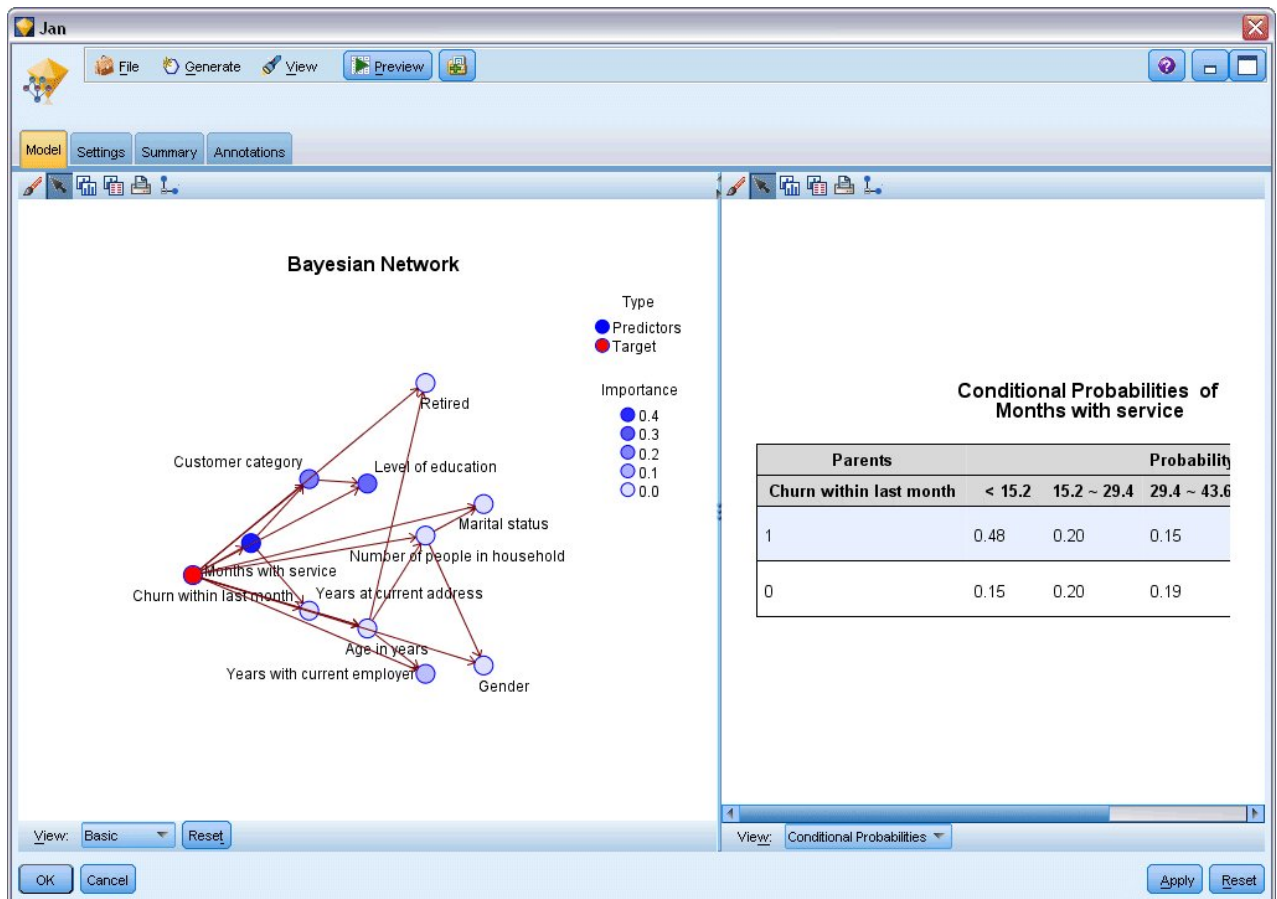 Jan
File Generate View Preview
Model Settings Summary Annotations
Bayesian Network
Type
Predictors
Target
Importance
0.4
0.3
0.2
0.1
0.0
Retired
Customer category
Level of education
Marital status
Number of people in household
Months with service
Churn within last month
Years at current address
Age in years
Years with current employer
Gender
View: Basic Reset
Conditional Probabilities of
Months with service
Parents Probability
Churn within last month < 15.2 15.2 ~ 29.4 29.4 ~ 43.6
1 0.48 0.20 0.15
0 0.15 0.20 0.19
View: Conditional Probabilities
OK Cancel Apply Reset